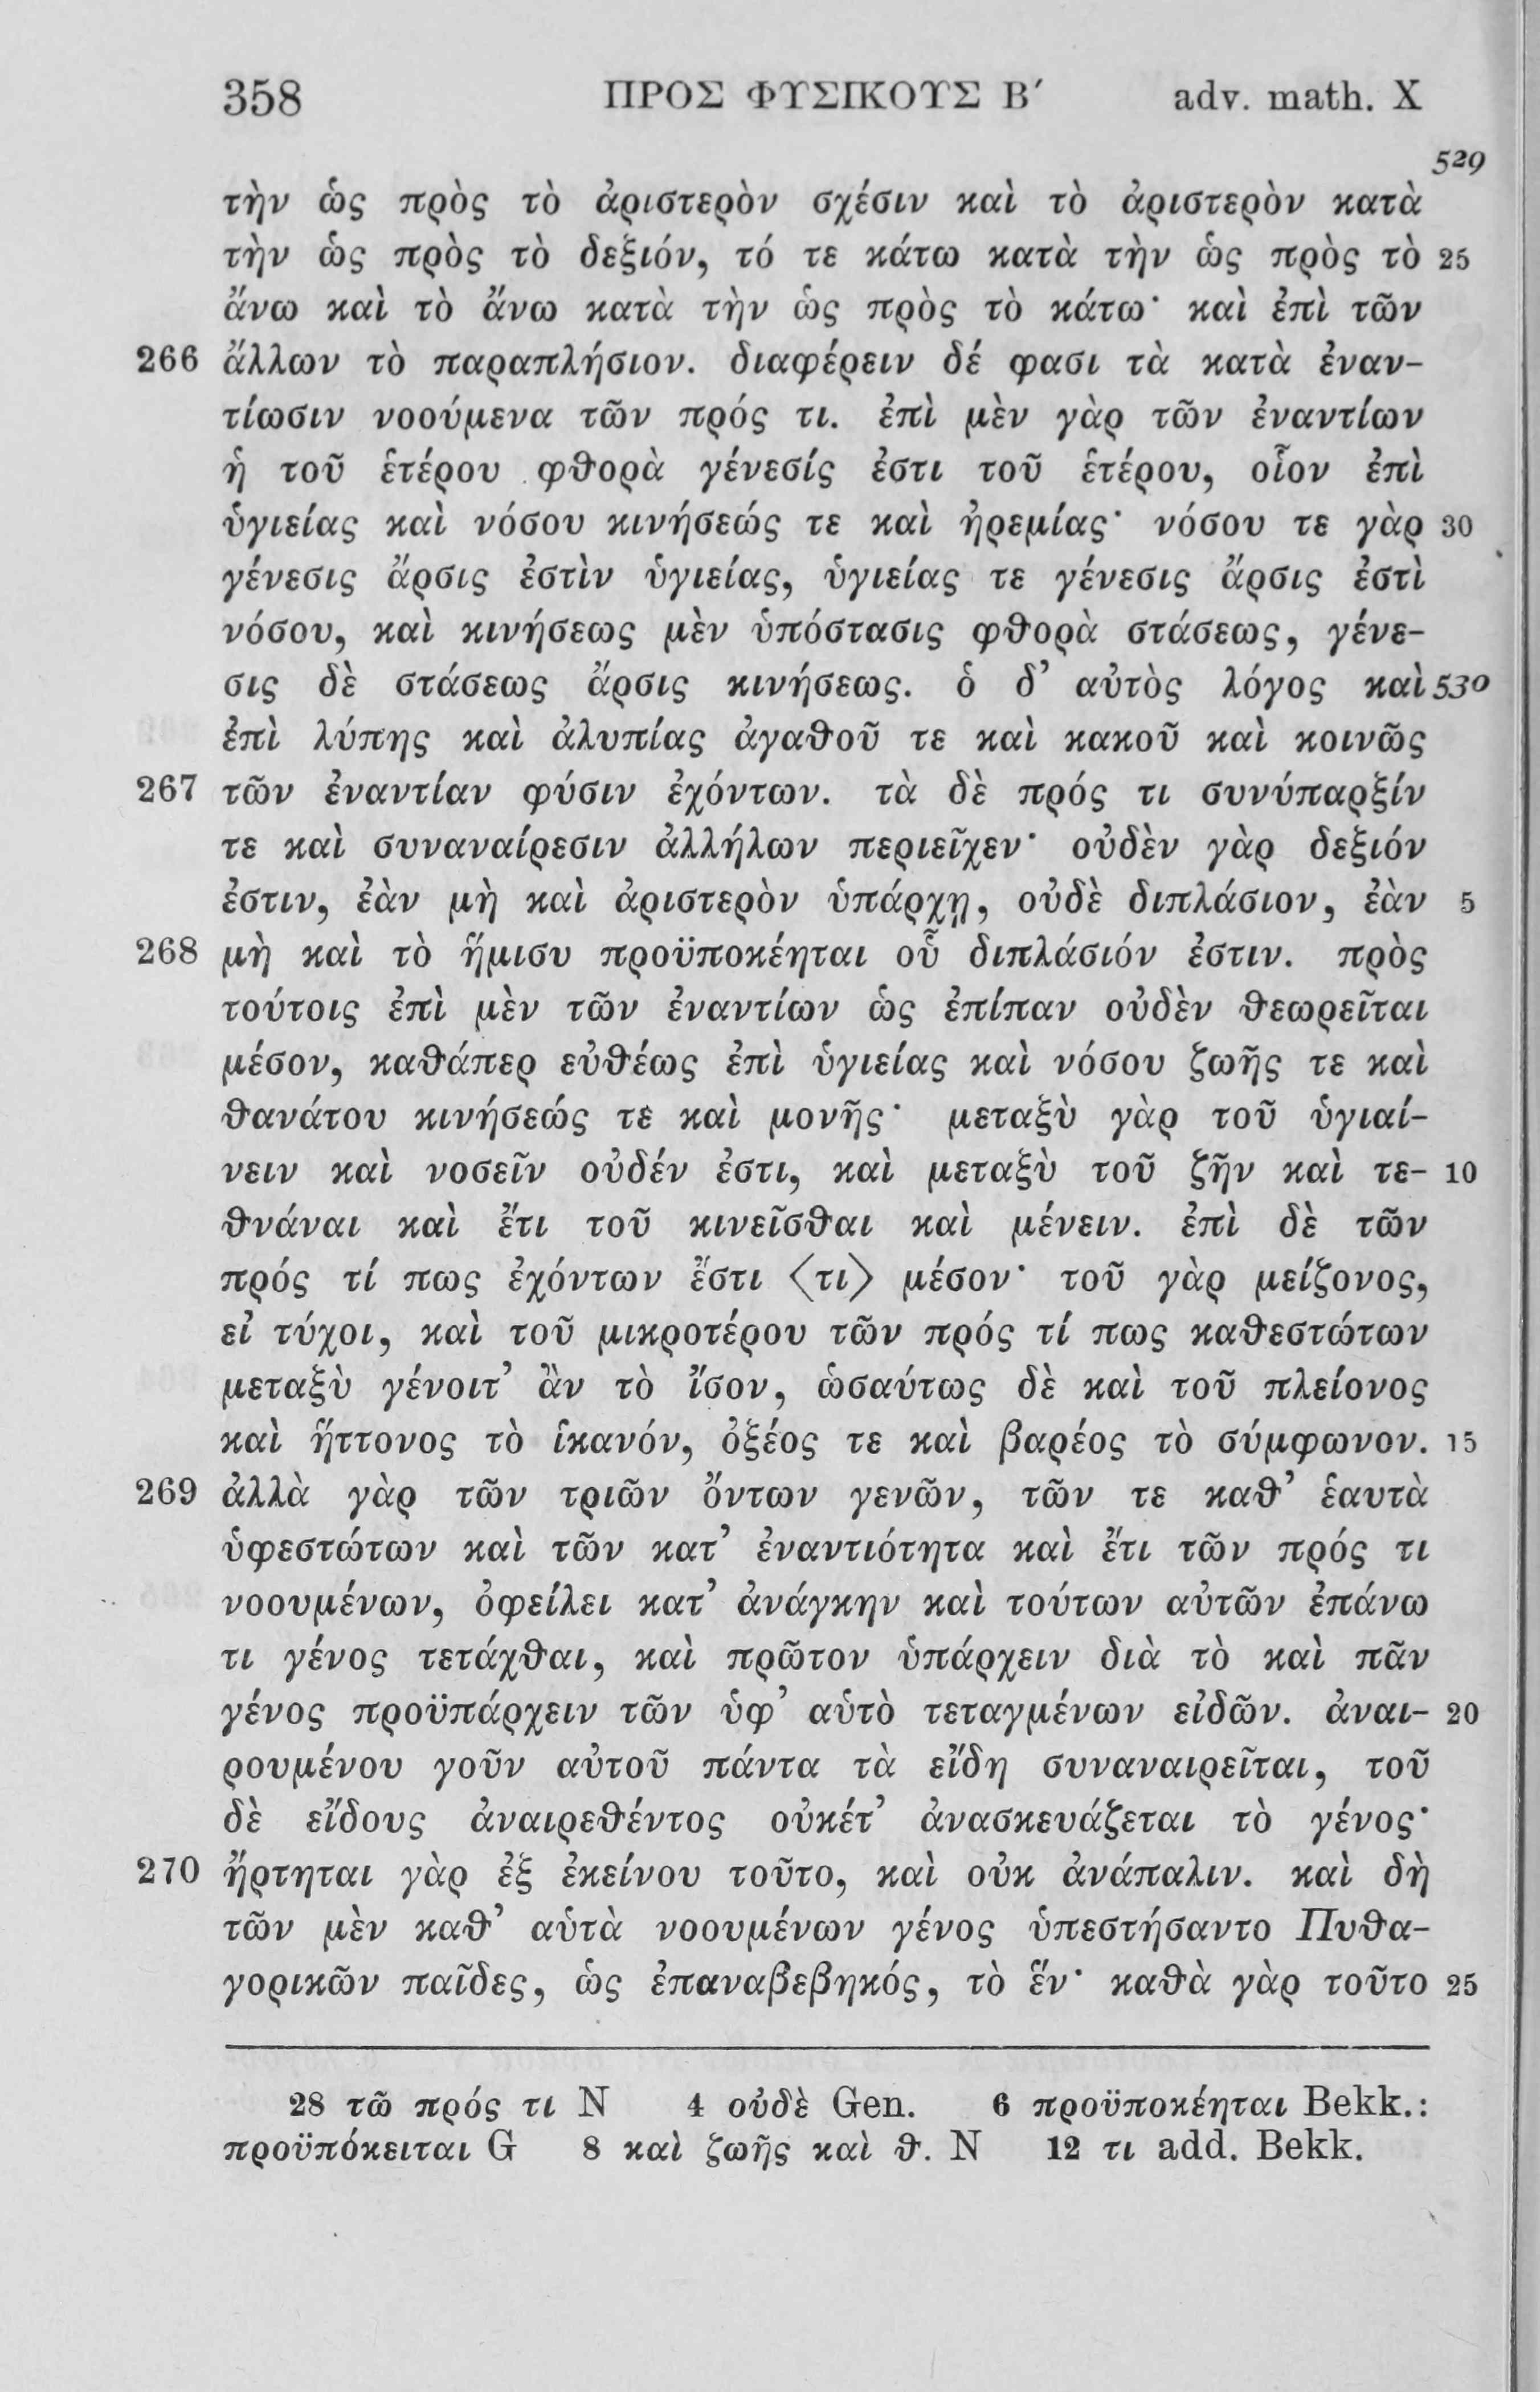 358 ΠΡΟΣ ΦΥΣΙΚΟΥΣ Β′ adv. math. X
529
τὴν ὡς πρὸς τὸ ἀριστερὸν σχέσιν καὶ τὸ ἀριστερὸν κατὰ
τὴν ὡς πρὸς τὸ δεξιόν, τό τε κάτω κατὰ τὴν ὡς πρὸς τὸ 25
ἄνω καὶ τὸ ἄνω κατὰ τὴν ὡς πρὸς τὸ κάτω· καὶ ἐπὶ τῶν
266 ἄλλων τὸ παραπλήσιον. διαφέρειν δέ φασι τὰ κατὰ ἐναν-
τίωσιν νοούμενα τῶν πρός τι. ἐπὶ μὲν γὰρ τῶν ἐναντίων
ἡ τοῦ ἑτέρου φθορὰ γένεσίς ἐστι τοῦ ἑτέρου, οἷον ἐπὶ
ὑγιείας καὶ νόσου κινήσεώς τε καὶ ἠρεμίας· νόσου τε γὰρ 30
γένεσις ἄρσις ἐστὶν ὑγιείας, ὑγιείας τε γένεσις ἄρσις ἐστὶ
νόσου, καὶ κινήσεως μὲν ὑπόστασις φθορὰ στάσεως, γένε-
σις δὲ στάσεως ἄρσις κινήσεως. ὁ δ’ αὐτὸς λόγος καὶ 530
ἐπὶ λύπης καὶ ἀλυπίας ἀγαθοῦ τε καὶ κακοῦ καὶ κοινῶς
267 τῶν ἐναντίαν φύσιν ἐχόντων. τὰ δὲ πρός τι συνύπαρξίν
τε καὶ συναναίρεσιν ἀλλήλων περιεῖχεν· οὐδὲν γὰρ δεξιόν
ἐστιν, ἐὰν μὴ καὶ ἀριστερὸν ὑπάρχῃ, οὐδὲ διπλάσιον, ἐὰν 5
268 μὴ καὶ τὸ ἥμισυ προϋποκέηται οὗ διπλάσιόν ἐστιν. πρὸς
τούτοις ἐπὶ μὲν τῶν ἐναντίων ὡς ἐπίπαν οὐδὲν θεωρεῖται
μέσον, καθάπερ εὐθέως ἐπὶ ὑγιείας καὶ νόσου ζωῆς τε καὶ
θανάτου κινήσεώς τε καὶ μονῆς· μεταξὺ γὰρ τοῦ ὑγιαί-
νειν καὶ νοσεῖν οὐδέν ἐστι, καὶ μεταξὺ τοῦ ζῆν καὶ τε- 10
θνάναι καὶ ἔτι τοῦ κινεῖσθαι καὶ μένειν. ἐπὶ δὲ τῶν
πρός τί πως ἐχόντων ἔστι ⟨τι⟩ μέσον· τοῦ γὰρ μείζονος,
εἰ τύχοι, καὶ τοῦ μικροτέρου τῶν πρός τί πως καθεστώτων
μεταξὺ γένοιτ’ ἂν τὸ ἴσον, ὡσαύτως δὲ καὶ τοῦ πλείονος
καὶ ἥττονος τὸ ἱκανόν, ὀξέος τε καὶ βαρέος τὸ σύμφωνον. 15
269 ἀλλὰ γὰρ τῶν τριῶν ὄντων γενῶν, τῶν τε καθ’ ἑαυτὰ
ὑφεστώτων καὶ τῶν κατ’ ἐναντιότητα καὶ ἔτι τῶν πρός τι
νοουμένων, ὀφείλει κατ’ ἀνάγκην καὶ τούτων αὐτῶν ἐπάνω
τι γένος τετάχθαι, καὶ πρῶτον ὑπάρχειν διὰ τὸ καὶ πᾶν
γένος προϋπάρχειν τῶν ὑφ’ αὑτὸ τεταγμένων εἰδῶν. ἀναι- 20
ρουμένου γοῦν αὐτοῦ πάντα τὰ εἴδη συναναιρεῖται, τοῦ
δὲ εἴδους ἀναιρεθέντος οὐκέτ’ ἀνασκευάζεται τὸ γένος·
270 ἤρτηται γὰρ ἐξ ἐκείνου τοῦτο, καὶ οὐκ ἀνάπαλιν. καὶ δὴ
τῶν μὲν καθ’ αὑτὰ νοουμένων γένος ὑπεστήσαντο Πυθα-
γορικῶν παῖδες, ὡς ἐπαναβεβηκός, τὸ ἕν· καθὰ γὰρ τοῦτο 25
28 τῶ πρός τι N 4 οὐδὲ Gen. 6 προϋποκέηται Bekk.:
προϋπόκειται G 8 καὶ ζωῆς καὶ θ. N 12 τι add. Bekk.